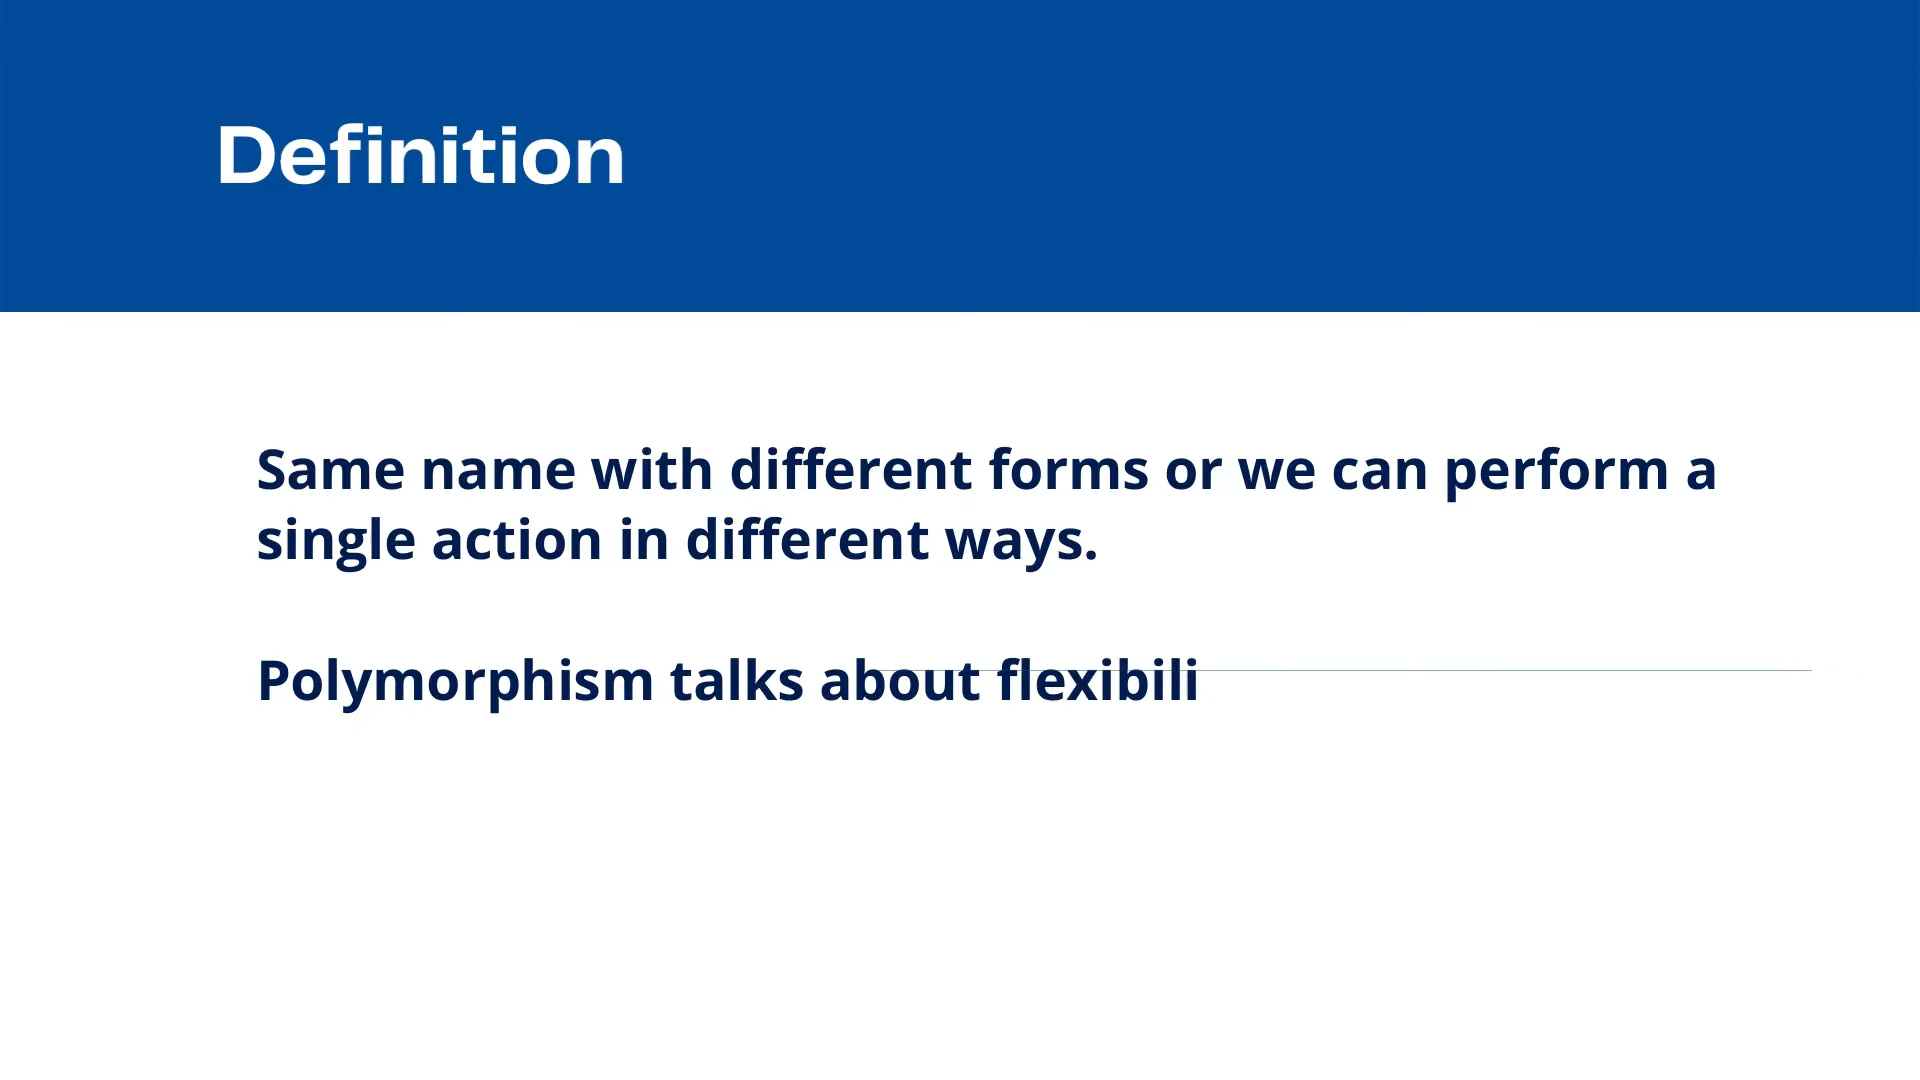 Definition
Same name with different forms or we can perform a
single action in different ways.
Polymorphism talks about flexibili